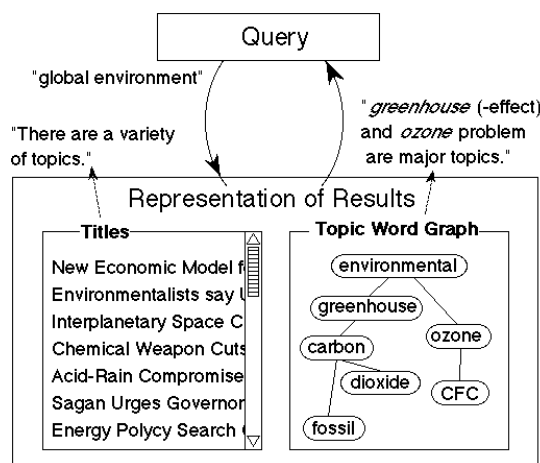 Query
"global environment"
"There are a variety
of topics."
"greenhouse (-effect)
and ozone problem
are major topics."
Representation of Results
Titles
New Economic Model f
Environmentalists say
Interplanetary Space C
Chemical Weapon Cuts
Acid-Rain Compromise
Sagan Urges Governor
Energy Polycy Search
Topic Word Graph
environmental
greenhouse
carbon
ozone
dioxide
CFC
fossil